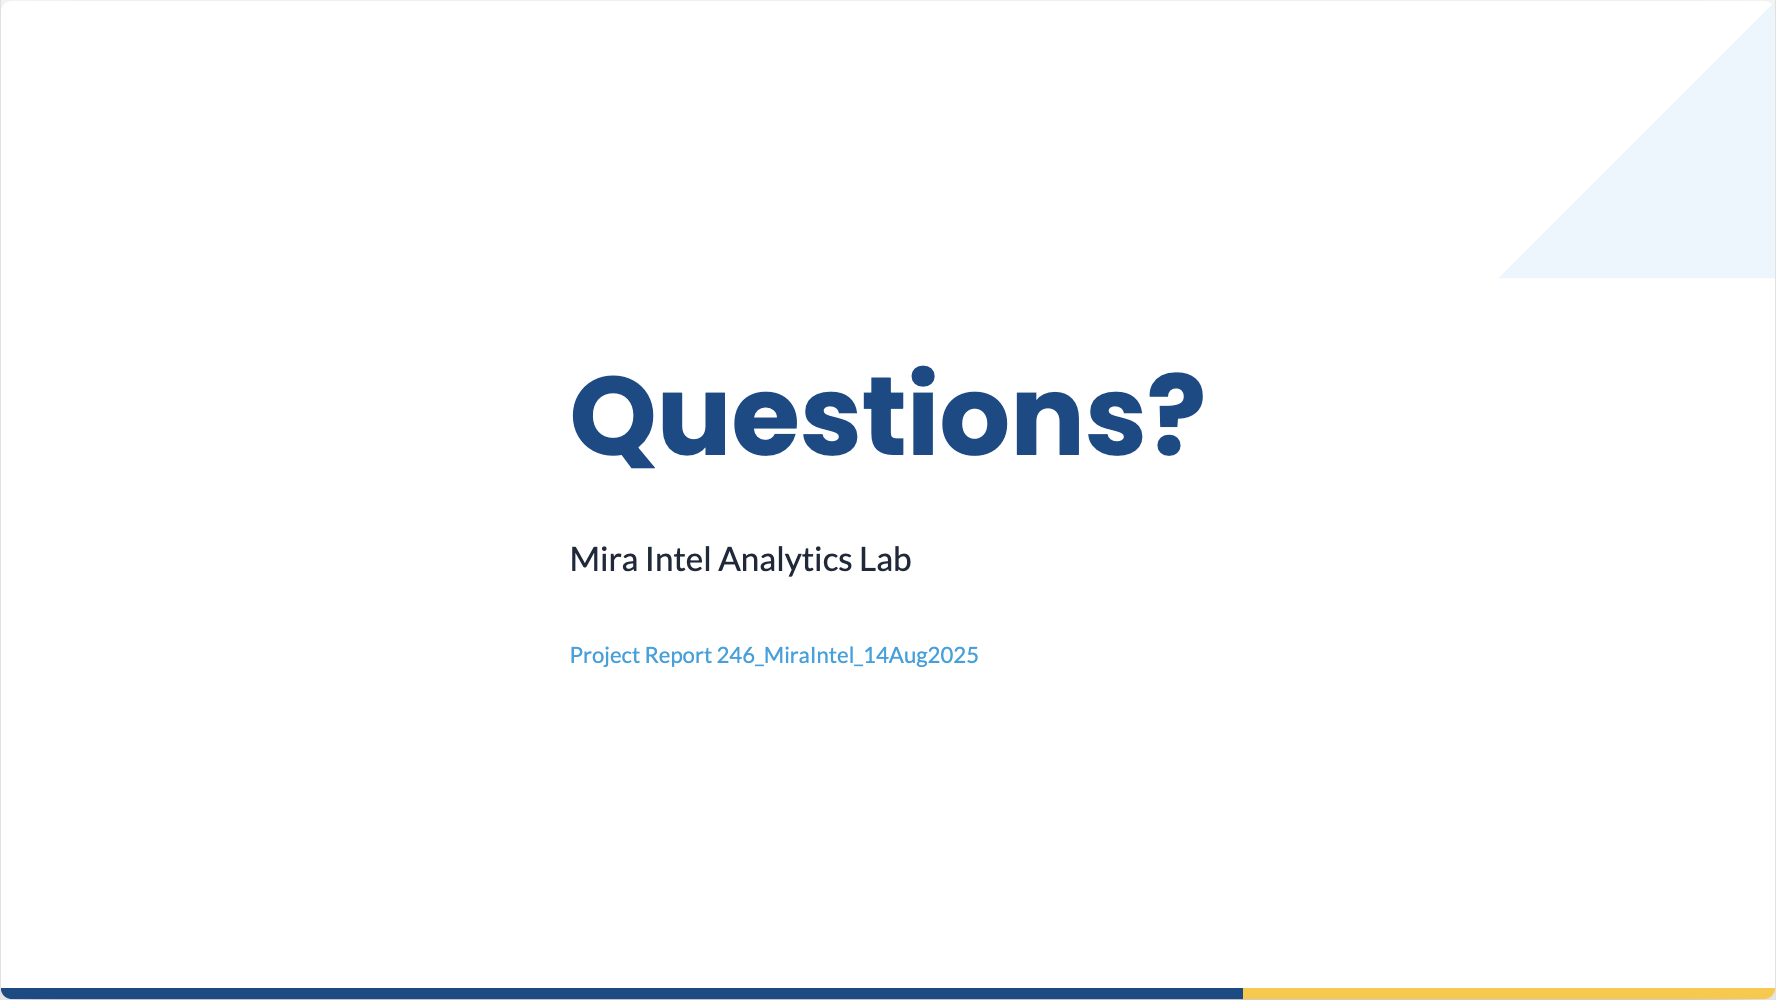 Questions?
Mira Intel Analytics Lab
Project Report 246_MiraIntel_14Aug2025